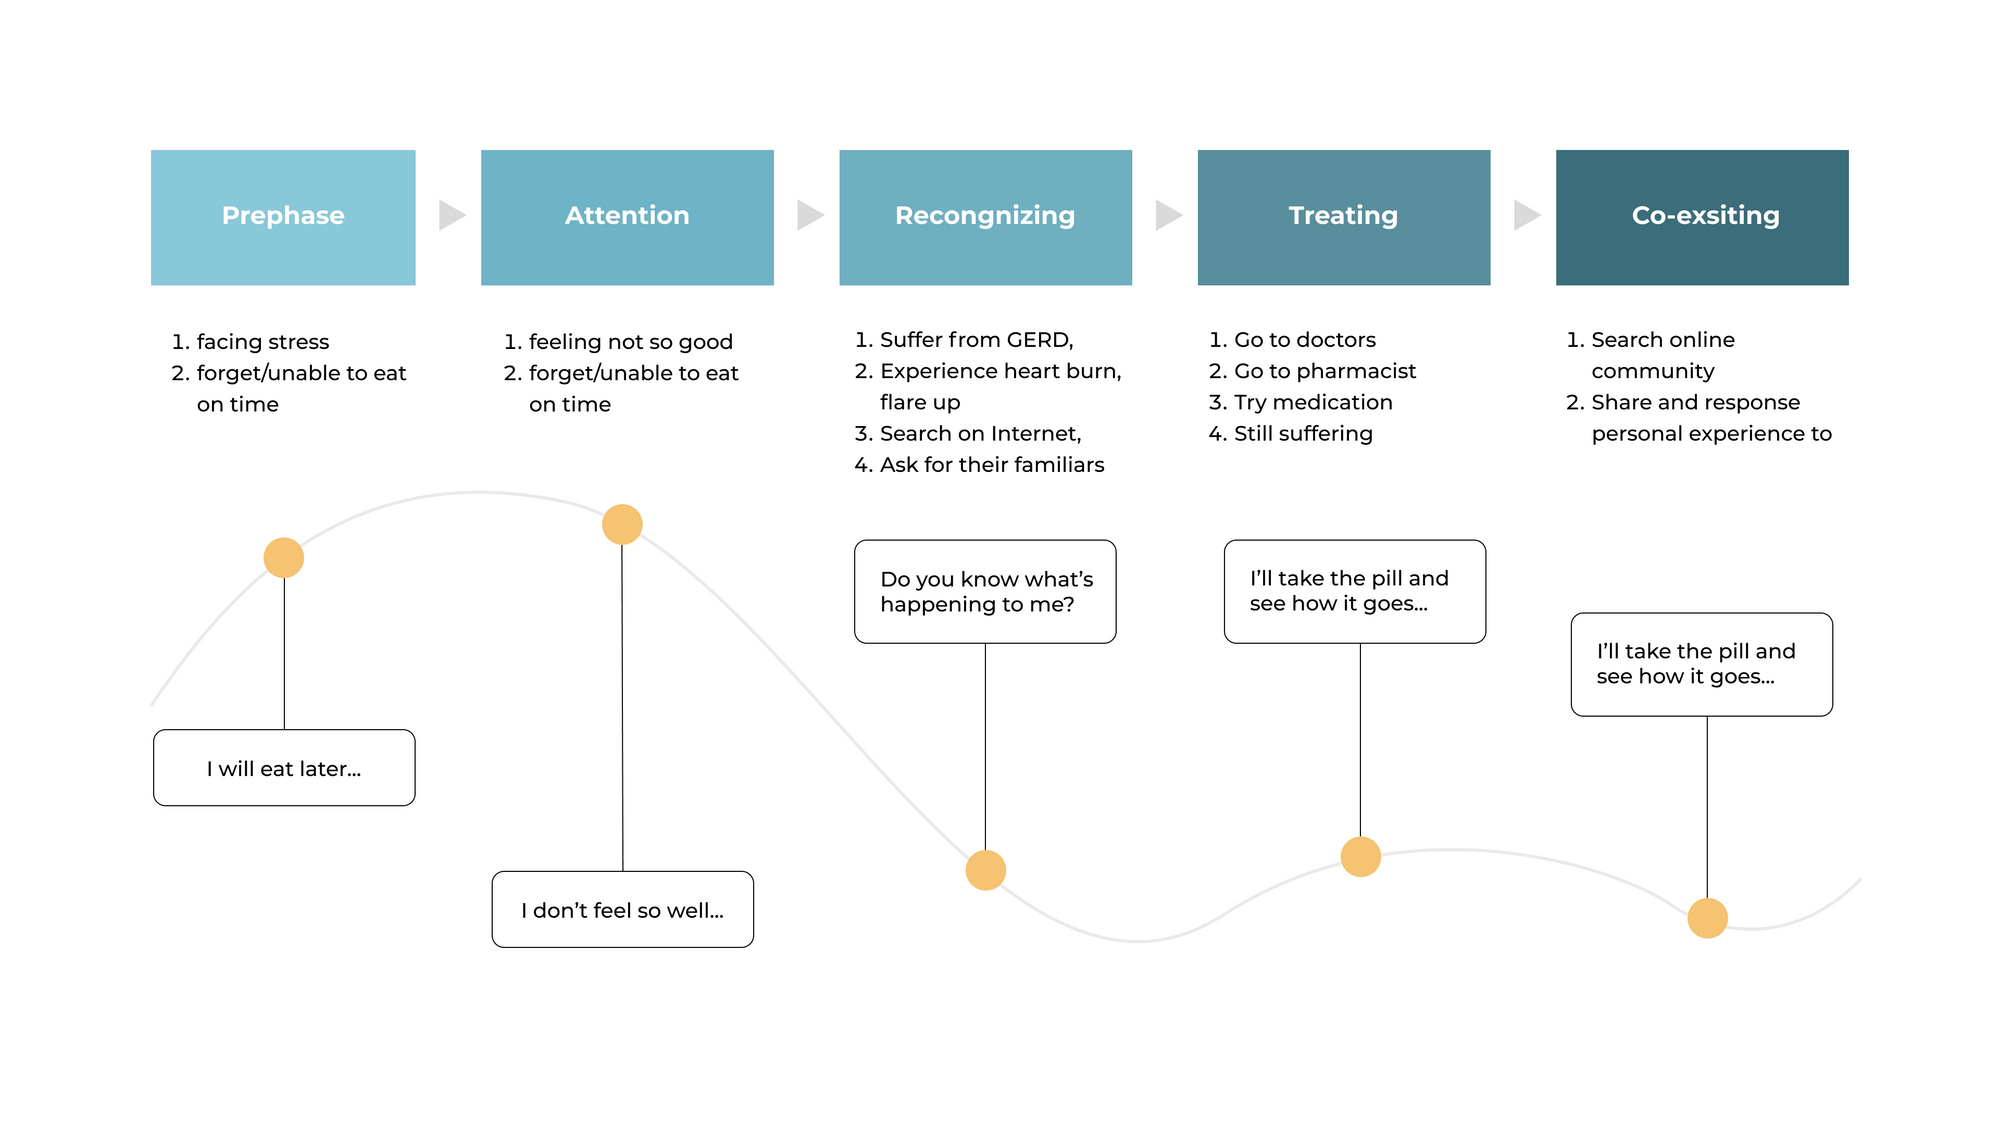 Prephase
Attention
Recongnizing
Treating
Co-exsiting
1. facing stress
2. forget/unable to eat
on time
1. feeling not so good
2. forget/unable to eat
on time
1. Suffer from GERD,
2. Experience heart burn,
flare up
3. Search on Internet,
4. Ask for their familiars
1. Go to doctors
2. Go to pharmacist
3. Try medication
4. Still suffering
1. Search online
community
2. Share and response
personal experience to
I will eat later...
I don’t feel so well...
Do you know what’s
happening to me?
I’ll take the pill and
see how it goes...
I’ll take the pill and
see how it goes...